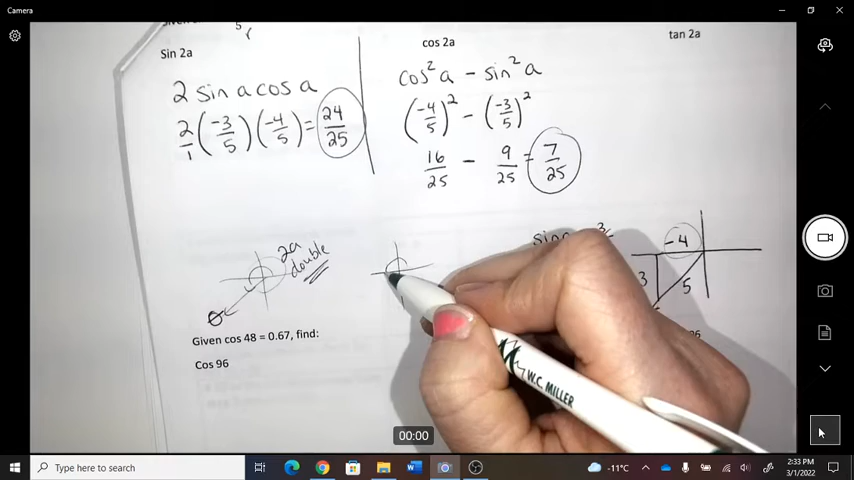 Camera
Sin 2a
cos 2a
tan 2a
2 sin a cos a
2/1 (-3/5) (-4/5) = 24/25
cos² a - sin² a
(-4/5)² - (-3/5)²
16/25 - 9/25 = 7/25
2a
double
θ
sin
-4
3
5
Given cos 48 = 0.67, find:
Cos 96
W.C. MILLER
00:00
Type here to search
-11°C
2:33 PM
3/1/2022